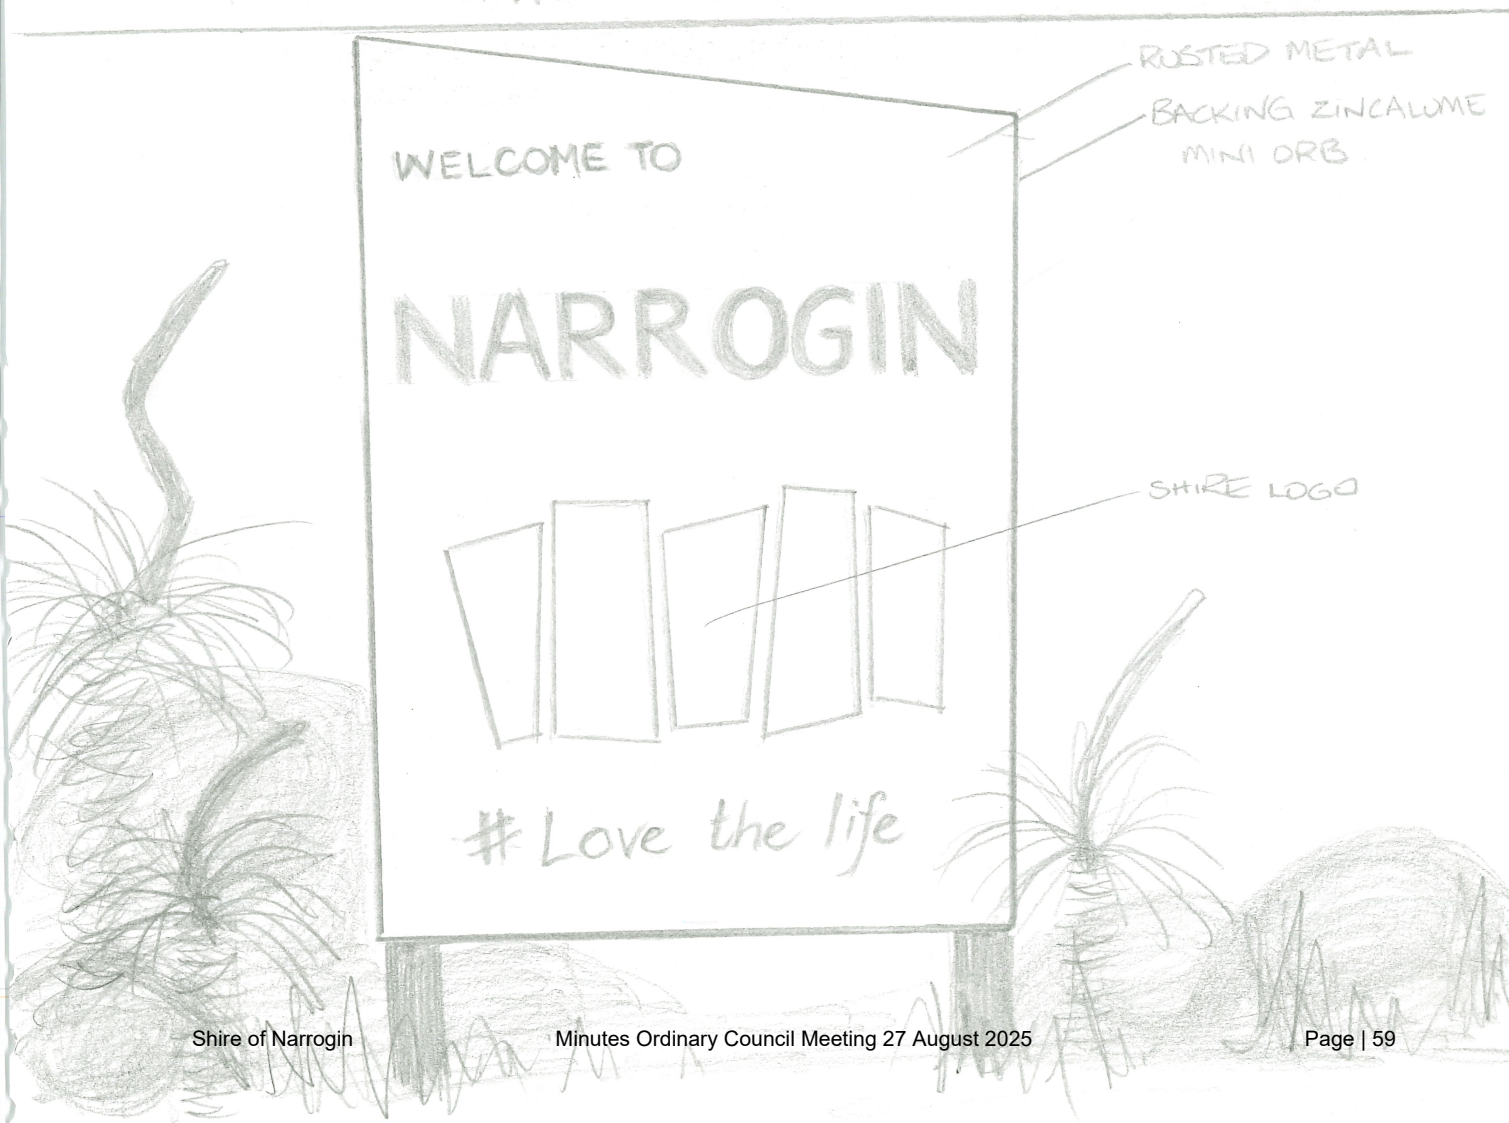 RUSTED METAL
BACKING ZINCALUME
MINI ORB
WELCOME TO
NARROGIN
SHIRE LOGO
# Love the life
Shire of Narrogin Minutes Ordinary Council Meeting 27 August 2025 Page | 59